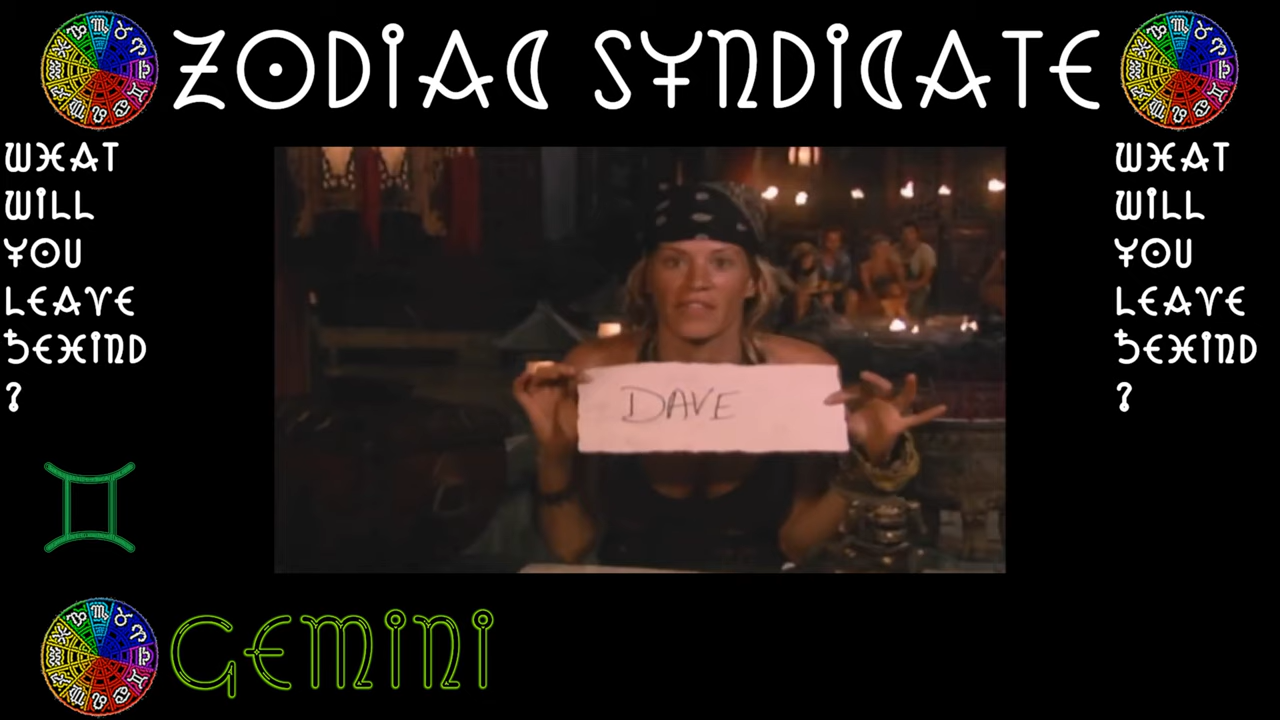 ZODIAC SYNDICATE
WHAT
WILL
YOU
LEAVE
BEHIND
?
WHAT
WILL
YOU
LEAVE
BEHIND
?
DAVE
♊
GEMINI